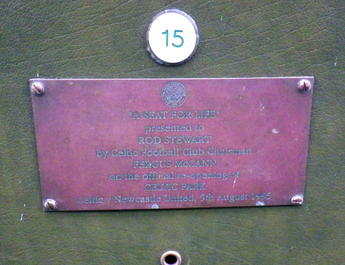 15
"A SEAT FOR LIFE"
presented to
ROD STEWART
by Celtic Football Club Chairman
FERGUS McCANN
on the official re-opening of
CELTIC PARK
Celtic / Newcastle United, 5th August 1995